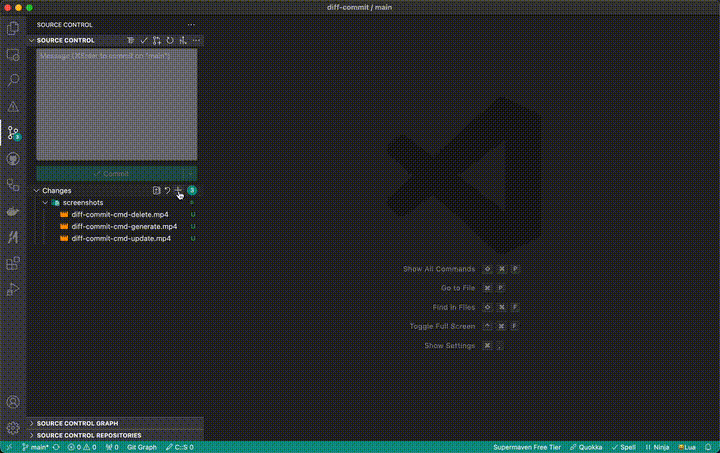 diff-commit / main
SOURCE CONTROL
SOURCE CONTROL
Message (⌘Enter to commit on "main")
Commit
Changes
3
screenshots
diff-commit-cmd-delete.mp4 U
diff-commit-cmd-generate.mp4 U
diff-commit-cmd-update.mp4 U
3
Show All Commands ⇧ ⌘ P
Go to File ⌘ P
Find in Files ⇧ ⌘ F
Toggle Full Screen ^ ⌘ F
Show Settings ⌘ ,
SOURCE CONTROL GRAPH
SOURCE CONTROL REPOSITORIES
main* 0 0 0 Git Graph C::S 0 Supermaven Free Tier Quokka Spell Ninja Lua